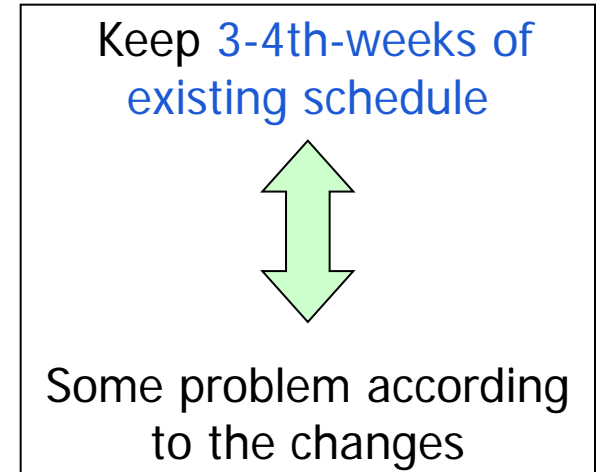 Keep 3-4th-weeks of
existing schedule
Some problem according
to the changes